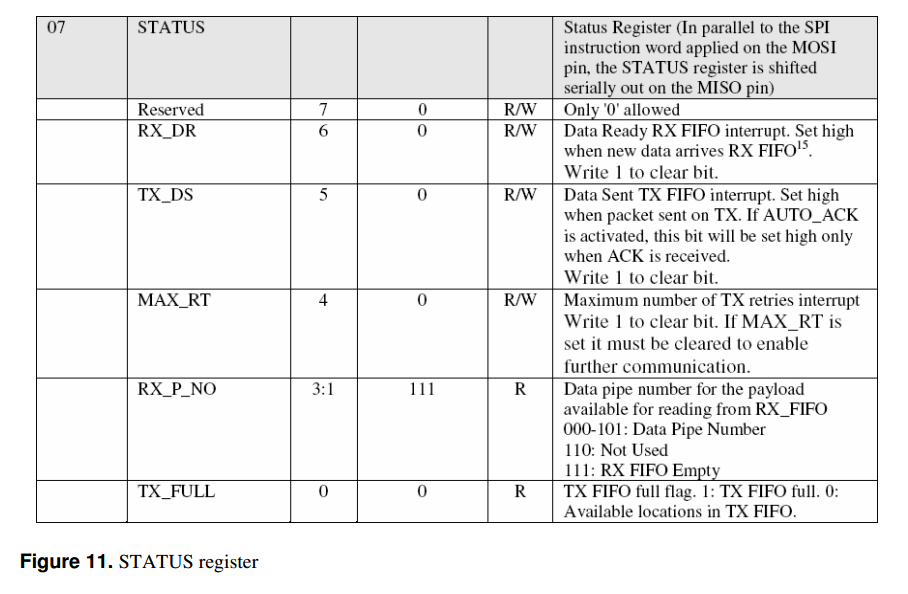 07 STATUS Status Register (In parallel to the SPI
instruction word applied on the MOSI
pin, the STATUS register is shifted
serially out on the MISO pin)
Reserved 7 0 R/W Only '0' allowed
RX_DR 6 0 R/W Data Ready RX FIFO interrupt. Set high
when new data arrives RX FIFO15.
Write 1 to clear bit.
TX_DS 5 0 R/W Data Sent TX FIFO interrupt. Set high
when packet sent on TX. If AUTO_ACK
is activated, this bit will be set high only
when ACK is received.
Write 1 to clear bit.
MAX_RT 4 0 R/W Maximum number of TX retries interrupt
Write 1 to clear bit. If MAX_RT is
set it must be cleared to enable
further communication.
RX_P_NO 3:1 111 R Data pipe number for the payload
available for reading from RX_FIFO
000-101: Data Pipe Number
110: Not Used
111: RX FIFO Empty
TX_FULL 0 0 R TX FIFO full flag. 1: TX FIFO full. 0:
Available locations in TX FIFO.
Figure 11. STATUS register